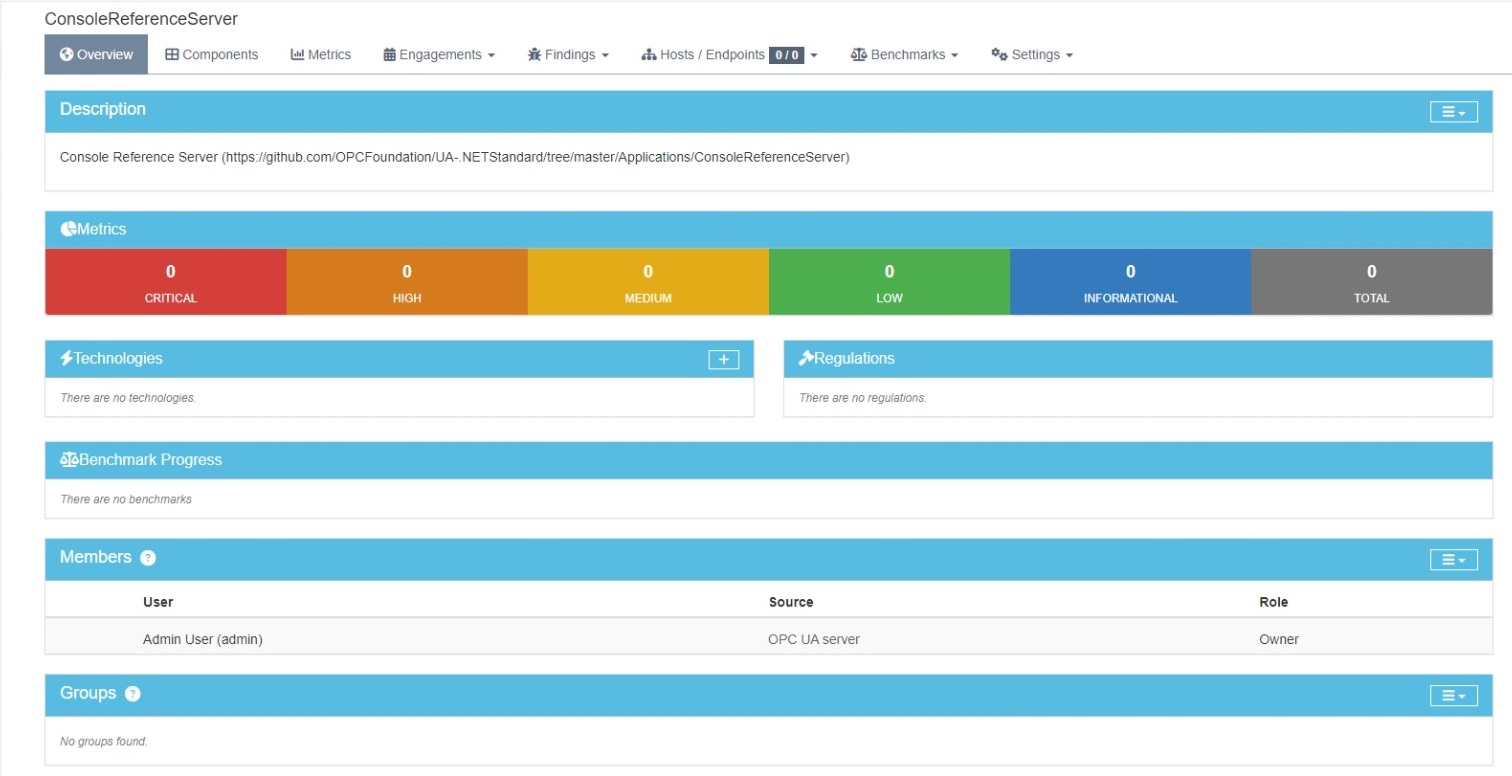 ConsoleReferenceServer
Overview Components Metrics Engagements Findings Hosts / Endpoints 0 / 0 Benchmarks Settings
Description
Console Reference Server (https://github.com/OPCFoundation/UA-.NETStandard/tree/master/Applications/ConsoleReferenceServer)
Metrics
0 0 0 0 0 0
CRITICAL HIGH MEDIUM LOW INFORMATIONAL TOTAL
Technologies + Regulations
There are no technologies. There are no regulations.
Benchmark Progress
There are no benchmarks
Members ?
User Source Role
Admin User (admin) OPC UA server Owner
Groups ?
No groups found.